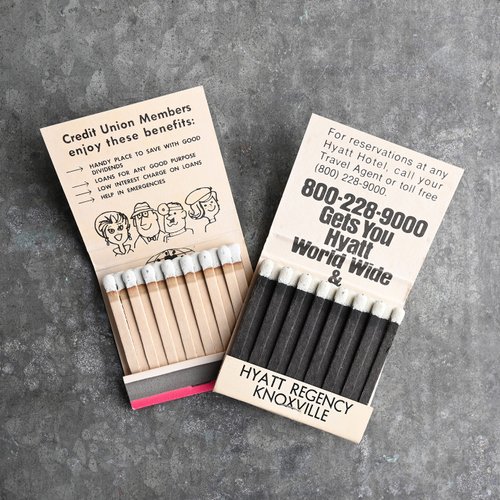 Credit Union Members
enjoy these benefits:
HANDY PLACE TO SAVE WITH GOOD
DIVIDENDS
LOANS FOR ANY GOOD PURPOSE
LOW INTEREST CHARGE ON LOANS
HELP IN EMERGENCIES
For reservations at any
Hyatt Hotel, call your
Travel Agent or toll free
(800) 228-9000.
800-228-9000
Gets You
Hyatt
World Wide
&
HYATT REGENCY
KNOXVILLE